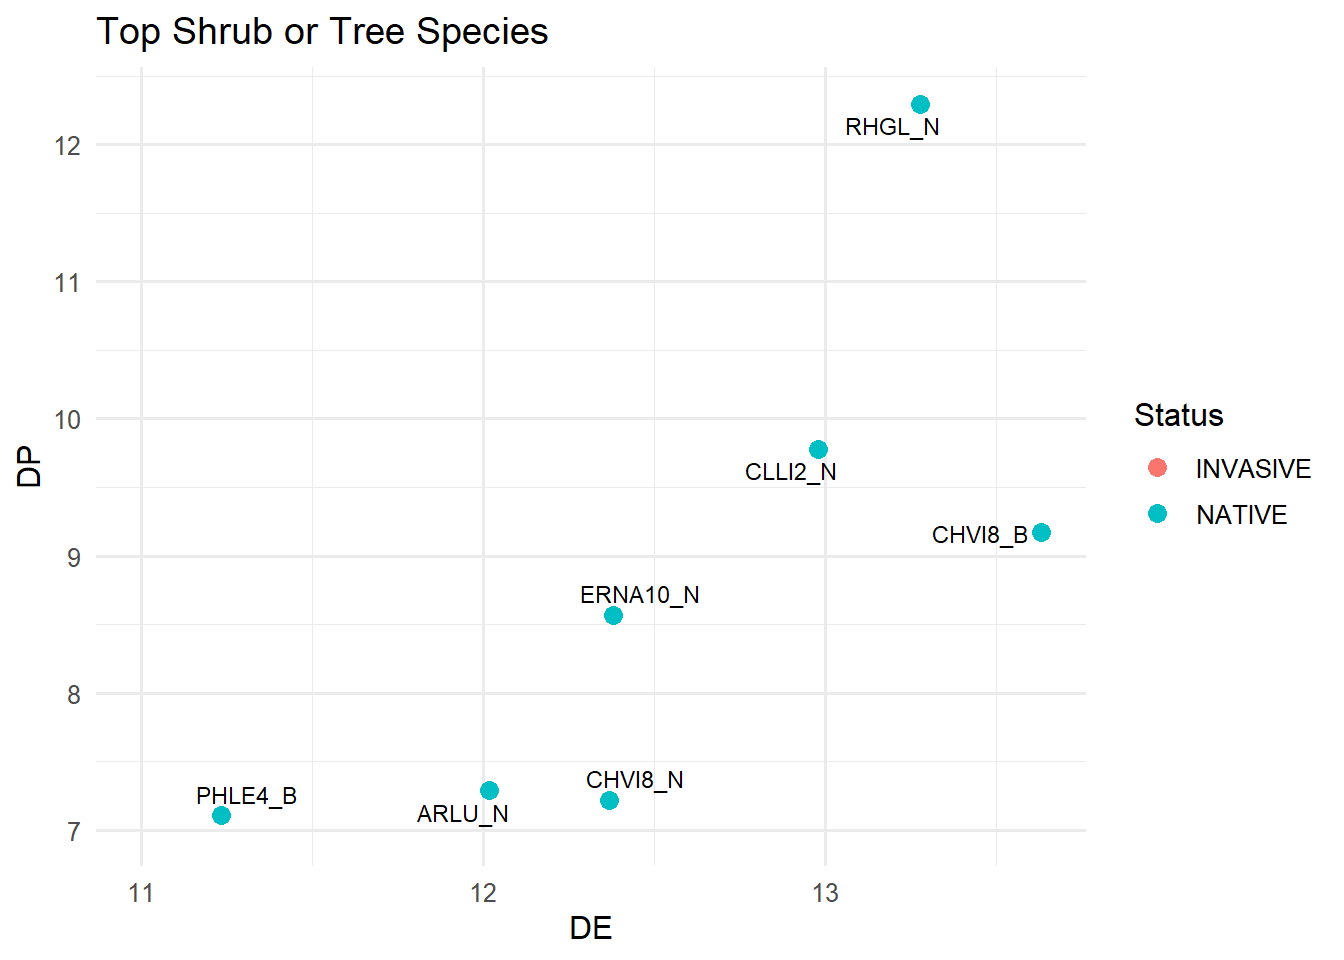 Top Shrub or Tree Species
12
11
10
9
8
7
DP
RHGL_N
CLLI2_N
CHVI8_B
ERNA10_N
CHVI8_N
PHLE4_B
ARLU_N
11
12
13
DE
Status
INVASIVE
NATIVE